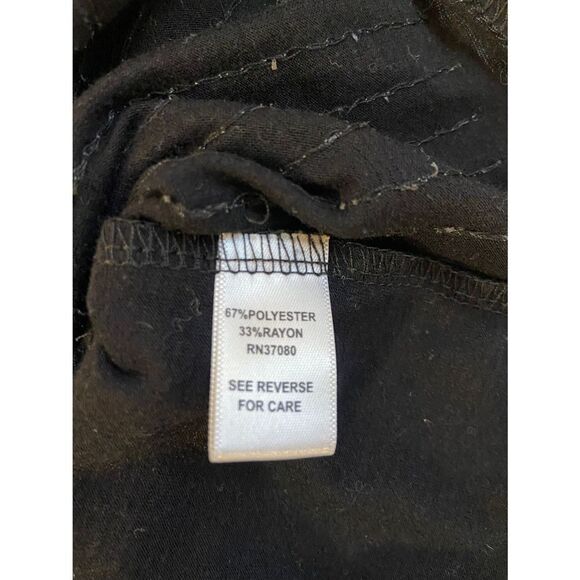 67%POLYESTER
33%RAYON
RN37080
SEE REVERSE
FOR CARE